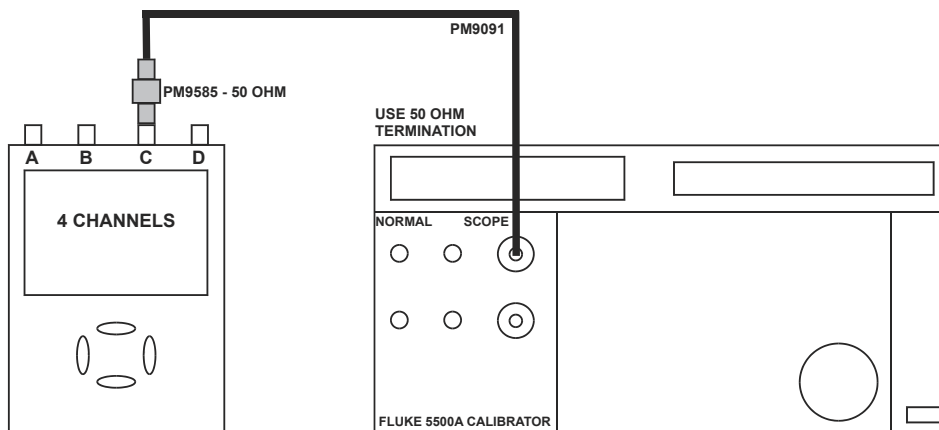 PM9091
PM9585 - 50 OHM
USE 50 OHM
TERMINATION
A B C D
4 CHANNELS
NORMAL SCOPE
FLUKE 5500A CALIBRATOR